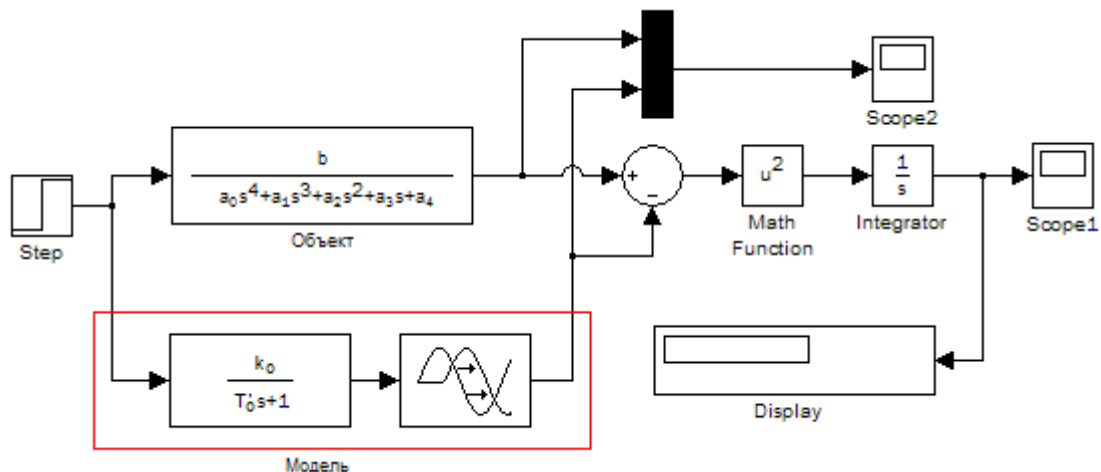 Scope2
b
a₀s⁴+a₁s³+a₂s²+a₃s+a₄
Объект
Step
+
−
u²
Math
Function
1
s
Integrator
Scope1
k₀
T₀'s+1
Модель
Display